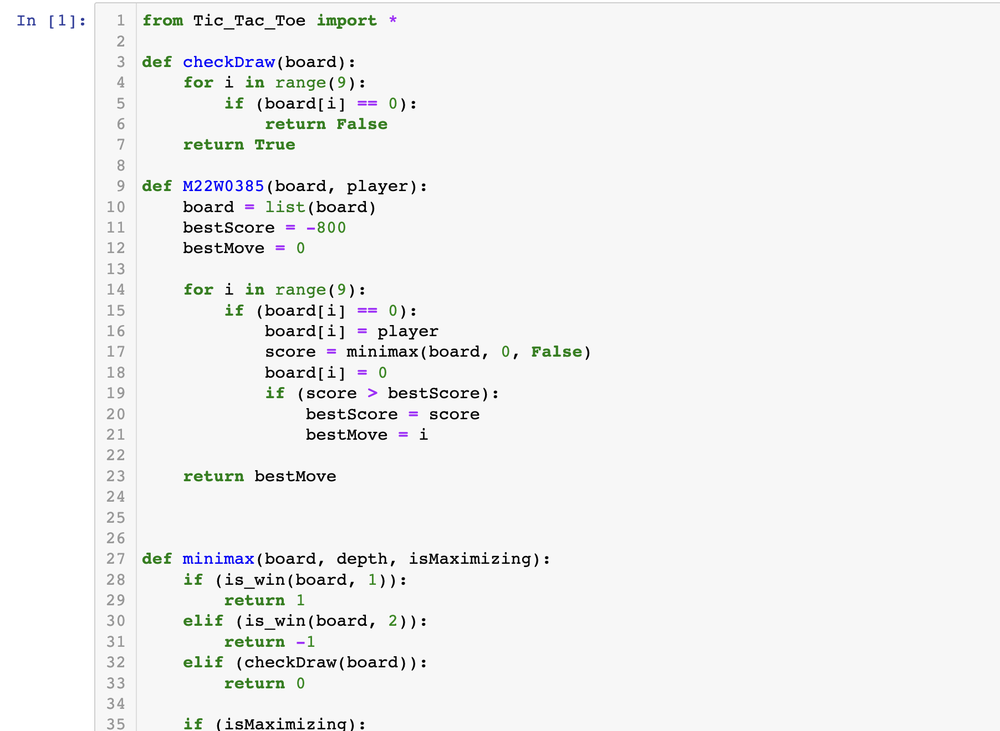 In [1]:
1 from Tic_Tac_Toe import *
2
3 def checkDraw(board):
4     for i in range(9):
5         if (board[i] == 0):
6             return False
7     return True
8
9 def M22W0385(board, player):
10     board = list(board)
11     bestScore = -800
12     bestMove = 0
13
14     for i in range(9):
15         if (board[i] == 0):
16             board[i] = player
17             score = minimax(board, 0, False)
18             board[i] = 0
19             if (score > bestScore):
20                 bestScore = score
21                 bestMove = i
22
23     return bestMove
24
25
26
27 def minimax(board, depth, isMaximizing):
28     if (is_win(board, 1)):
29         return 1
30     elif (is_win(board, 2)):
31         return -1
32     elif (checkDraw(board)):
33         return 0
34
35     if (isMaximizing):